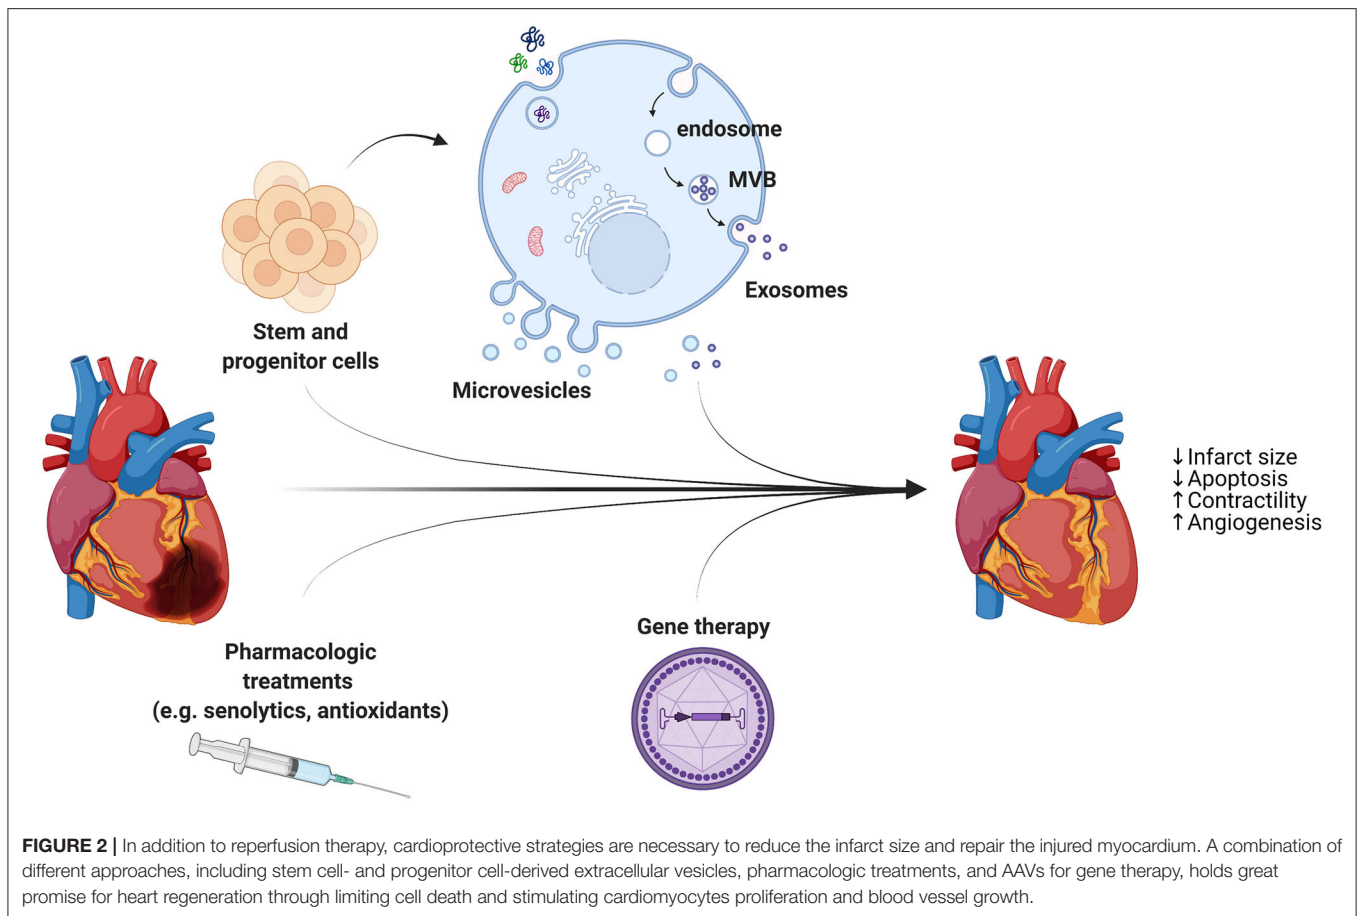 endosome
MVB
Exosomes
Stem and
progenitor cells
Microvesicles
↓Infarct size
↓Apoptosis
↑Contractility
↑Angiogenesis
Pharmacologic
treatments
(e.g. senolytics, antioxidants)
Gene therapy
FIGURE 2 | In addition to reperfusion therapy, cardioprotective strategies are necessary to reduce the infarct size and repair the injured myocardium. A combination of
different approaches, including stem cell- and progenitor cell-derived extracellular vesicles, pharmacologic treatments, and AAVs for gene therapy, holds great
promise for heart regeneration through limiting cell death and stimulating cardiomyocytes proliferation and blood vessel growth.